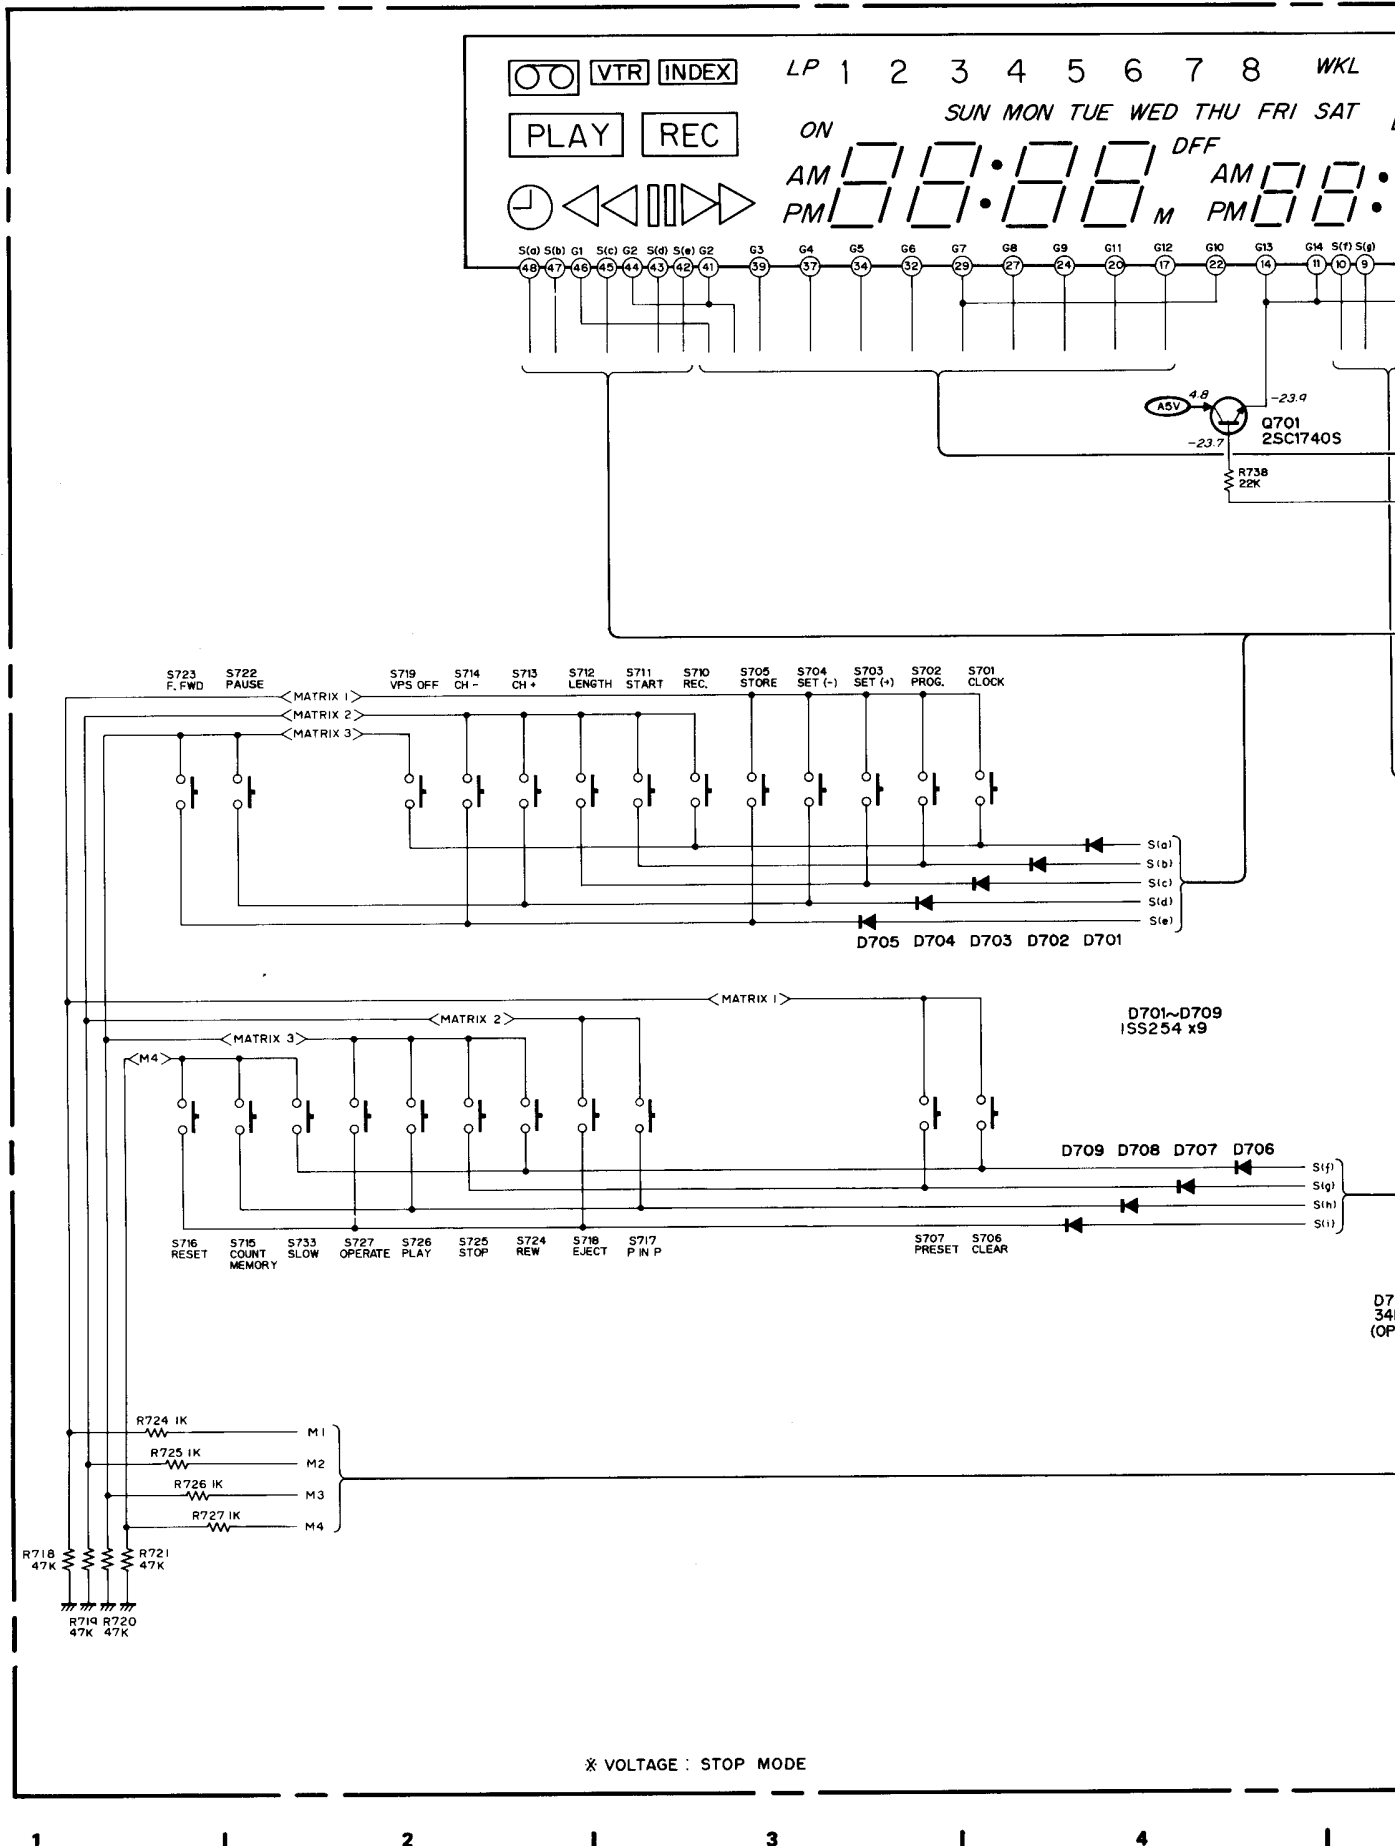 VTR INDEX LP 1 2 3 4 5 6 7 8 WKL
SUN MON TUE WED THU FRI SAT
PLAY REC ON DFF
AM AM
PM M PM
S(a) S(b) G1 S(c) G2 S(d) S(e) G2 G3 G4 G5 G6 G7 G8 G9 G11 G12 G10 G13 G14 S(f) S(g)
48 47 46 45 44 43 42 41 39 37 34 32 29 27 24 20 17 22 14 11 10 9
A5V 4.8 -23.9
Q701
2SC1740S
-23.7
R738
22K
S723 S722 S719 S714 S713 S712 S711 S710 S705 S704 S703 S702 S701
F. FWD PAUSE VPS OFF CH - CH + LENGTH START REC. STORE SET (-) SET (+) PROG. CLOCK
MATRIX 1
MATRIX 2
MATRIX 3
S(a)
S(b)
S(c)
S(d)
S(e)
D705 D704 D703 D702 D701
MATRIX 1
D701~D709
1SS254 x9
MATRIX 2
MATRIX 3
M4
D709 D708 D707 D706
S(f)
S(g)
S(h)
S(i)
S716 S715 S733 S727 S726 S725 S724 S718 S717 S707 S706
RESET COUNT SLOW OPERATE PLAY STOP REW EJECT P IN P PRESET CLEAR
MEMORY
D7
34
(OP
R724 1K M1
R725 1K M2
R726 1K M3
R727 1K M4
R718 R721
47K 47K
R719 R720
47K 47K
※ VOLTAGE : STOP MODE
1 2 3 4